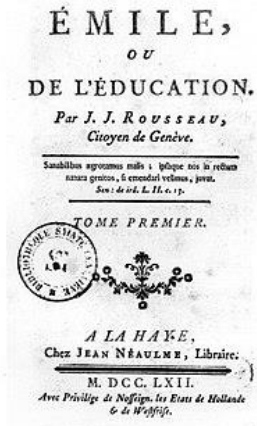 ÉMILE,
OU
DE L'ÉDUCATION.
Par J. J. ROUSSEAU,
Citoyen de Genève.
Sanabilibus ægrotamus malis ; ipsaque nos in rectum
natura genitos, si emendari velimus, juvat.
Sen : de irâ. L. II. c. 13.
TOME PREMIER.
A LA HAYE,
Chez JEAN NÉAULME, Libraire.
M. DCC. LXII.
Avec Privilége de Nosseign. les Etats de Hollande
& de Westfrise.